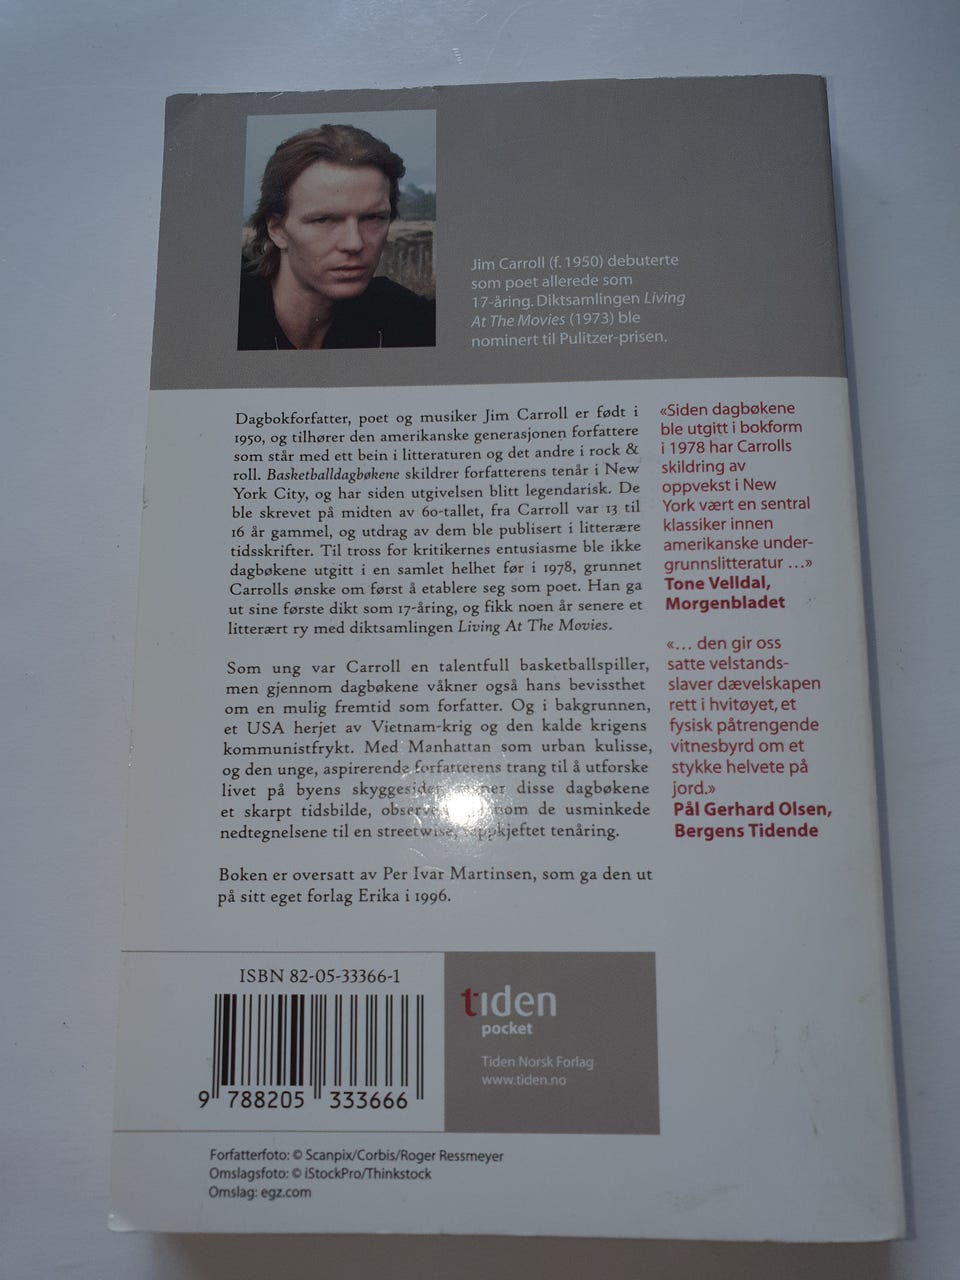 Jim Carroll (f. 1950) debuterte
som poet allerede som
17-åring. Diktsamlingen Living
At The Movies (1973) ble
nominert til Pulitzer-prisen.
Dagbokforfatter, poet og musiker Jim Carroll er født i
1950, og tilhører den amerikanske generasjonen forfattere
som står med ett bein i litteraturen og det andre i rock &
roll. Basketballdagbøkene skildrer forfatterens tenår i New
York City, og har siden utgivelsen blitt legendarisk. De
ble skrevet på midten av 60-tallet, fra Carroll var 13 til
16 år gammel, og utdrag av dem ble publisert i litterære
tidsskrifter. Til tross for kritikernes entusiasme ble ikke
dagbøkene utgitt i en samlet helhet før i 1978, grunnet
Carrolls ønske om først å etablere seg som poet. Han ga
ut sine første dikt som 17-åring, og fikk noen år senere et
litterært ry med diktsamlingen Living At The Movies.
Som ung var Carroll en talentfull basketballspiller,
men gjennom dagbøkene våkner også hans bevissthet
om en mulig fremtid som forfatter. Og i bakgrunnen,
et USA herjet av Vietnam-krig og den kalde krigens
kommunistfrykt. Med Manhattan som urban kulisse,
og den unge, aspirerende forfatterens trang til å utforske
livet på byens disse dagbøkene
et skarpt tidsbilde, de usminkede
nedtegnelsene til en streetwise, rappkjeftet tenåring.
Boken er oversatt av Per Ivar Martinsen, som ga den ut
på sitt eget forlag Erika i 1996.
«Siden dagbøkene
ble utgitt i bokform
i 1978 har Carrolls
skildring av
oppvekst i New
York vært en sentral
klassiker innen
amerikanske under-
grunnslitteratur ...»
Tone Velldal,
Morgenbladet
«... den gir oss
satte velstands-
slaver dævelskapen
rett i hvitøyet, et
fysisk påtrengende
vitnesbyrd om et
stykke helvete på
jord.»
Pål Gerhard Olsen,
Bergens Tidende
ISBN 82-05-33366-1
9 788205 333666
tiden
pocket
Tiden Norsk Forlag
www.tiden.no
Forfatterfoto: © Scanpix/Corbis/Roger Ressmeyer
Omslagsfoto: © iStockPro/Thinkstock
Omslag: egz.com